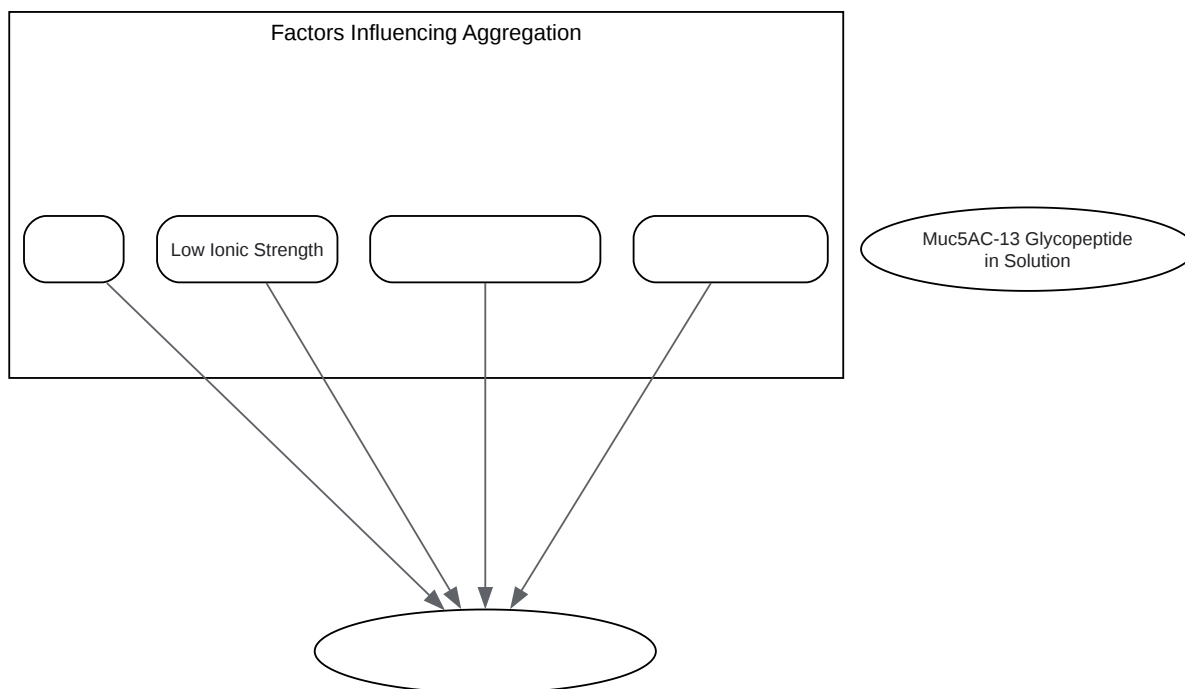 Factors Influencing Aggregation
Low Ionic Strength
Muc5AC-13 Glycopeptide
in Solution